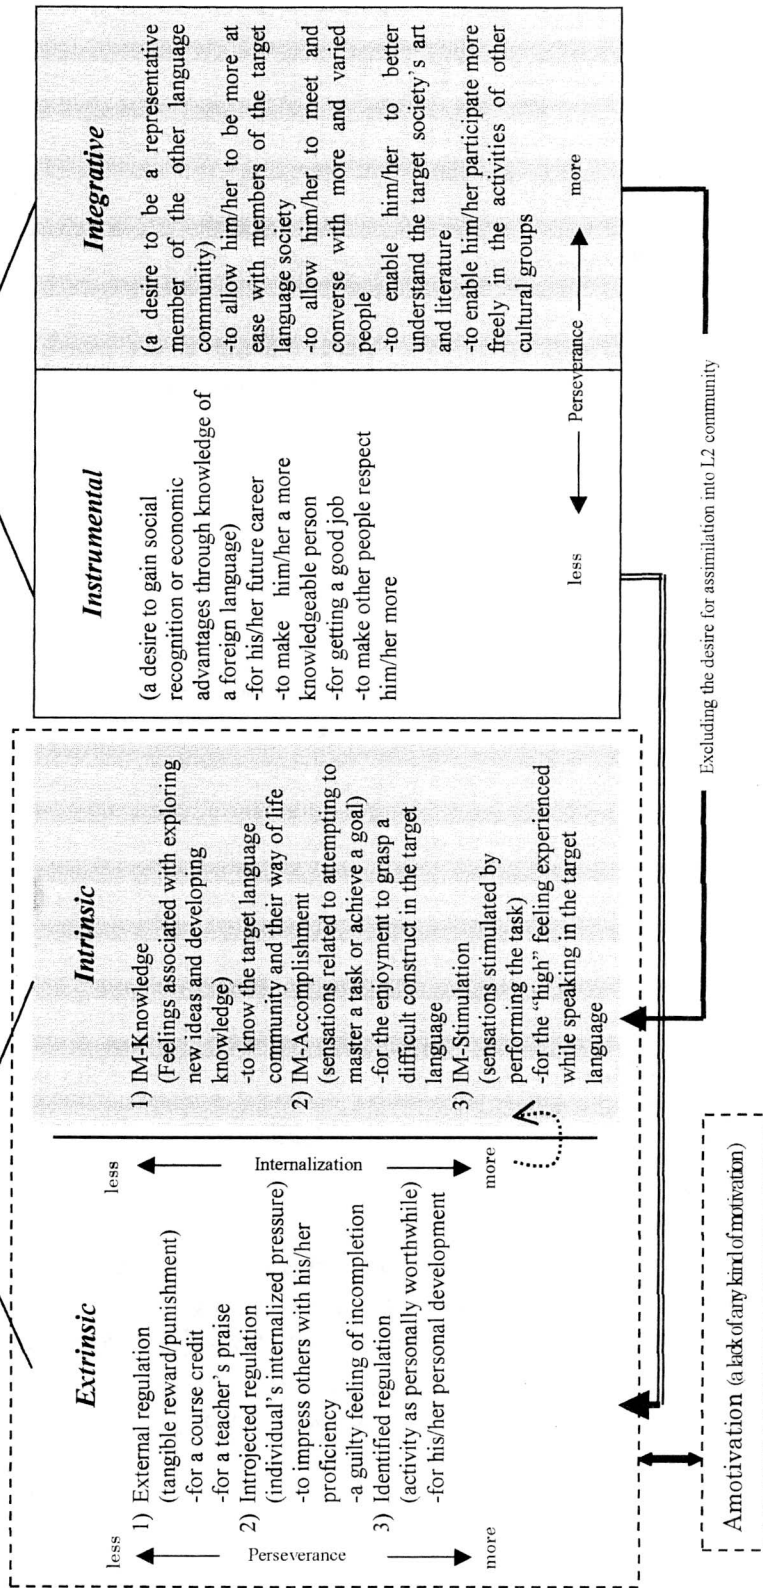 Extrinsic
less
Perseverance
more
1) External regulation
(tangible reward/punishment)
-for a course credit
-for a teacher's praise
2) Introjected regulation
(individual's internalized pressure)
-to impress others with his/her
proficiency
-a guilty feeling of incompletion
3) Identified regulation
(activity as personally worthwhile)
-for his/her personal development
less
Internalization
more
Intrinsic
1) IM-Knowledge
(Feelings associated with exploring
new ideas and developing
knowledge)
-to know the target language
community and their way of life
2) IM-Accomplishment
(sensations related to attempting to
master a task or achieve a goal)
-for the enjoyment to grasp a
difficult construct in the target
language
3) IM-Stimulation
(sensations stimulated by
performing the task)
-for the “high” feeling experienced
while speaking in the target
language
Instrumental
(a desire to gain social
recognition or economic
advantages through knowledge of
a foreign language)
-for his/her future career
-to make him/her a more
knowledgeable person
-for getting a good job
-to make other people respect
him/her more
Integrative
(a desire to be a representative
member of the other language
community)
-to allow him/her to be more at
ease with members of the target
language society
-to allow him/her to meet and
converse with more and varied
people
-to enable him/her to better
understand the target society's art
and literature
-to enable him/her participate more
freely in the activities of other
cultural groups
less
Perseverance
more
Excluding the desire for assimilation into L2 community
Amotivation (a lack of any kind of motivation)